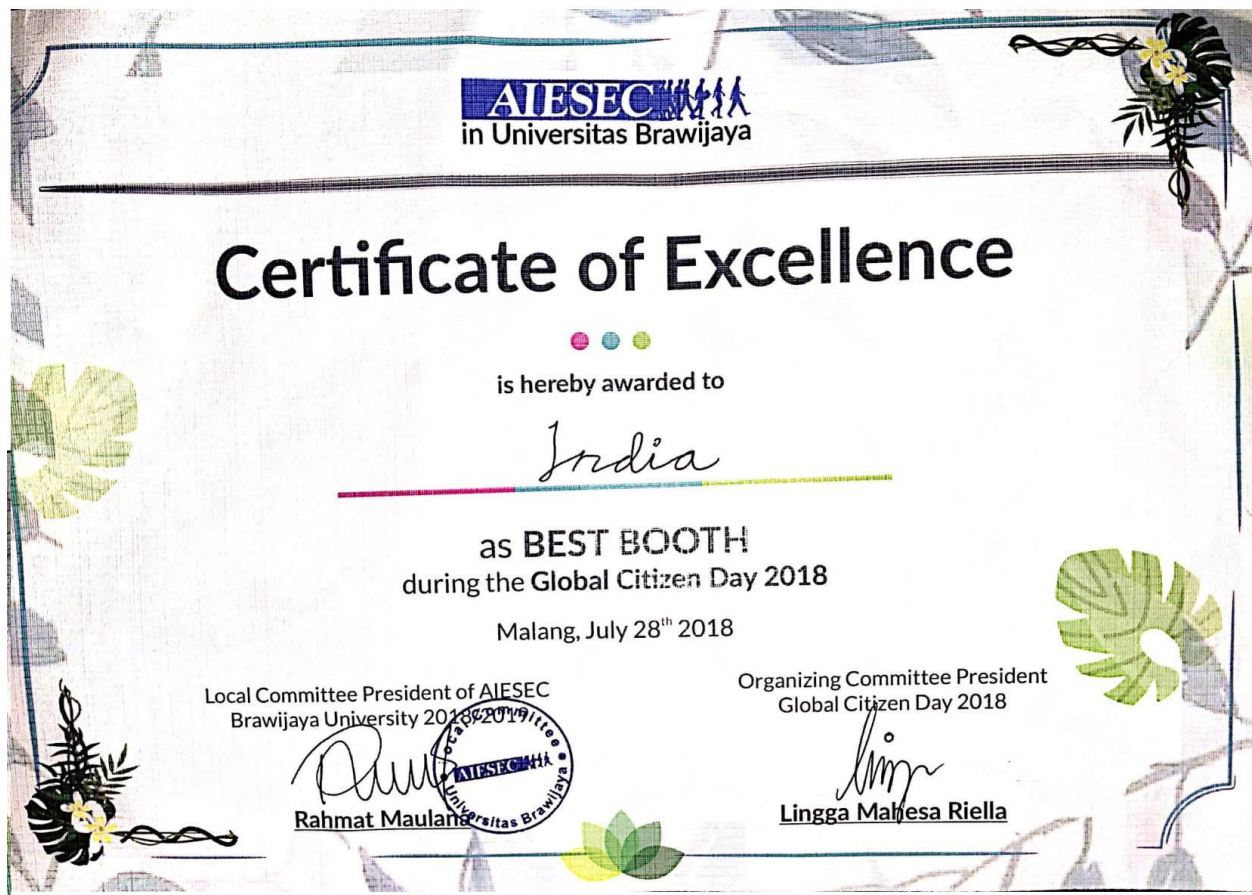 AIESEC
in Universitas Brawijaya
Certificate of Excellence
is hereby awarded to
India
as BEST BOOTH
during the Global Citizen Day 2018
Malang, July 28th 2018
Local Committee President of AIESEC
Brawijaya University 2018-2019
Local Committee
AIESEC
Universitas Brawijaya
Rahmat Maulana
Organizing Committee President
Global Citizen Day 2018
Lingga Mahesa Riella